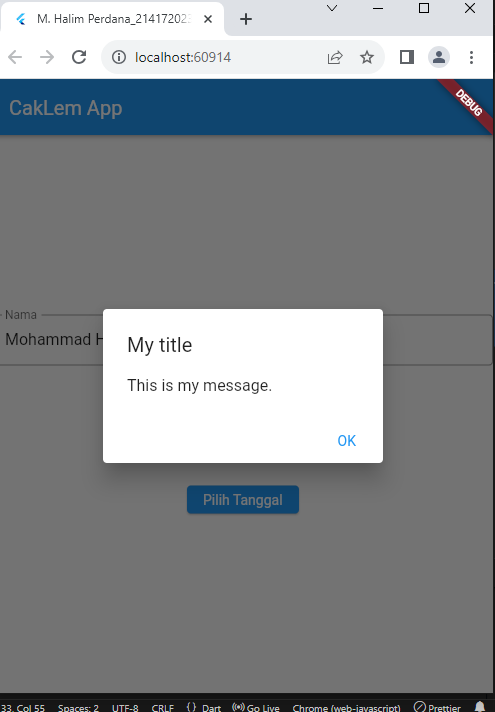 M. Halim Perdana_214172023
localhost:60914
CakLem App
DEBUG
Nama
Mohammad H
My title
This is my message.
OK
Pilih Tanggal
33, Col 55 Spaces: 2 UTF-8 CRLF { } Dart Go Live Chrome (web-javascript) Prettier